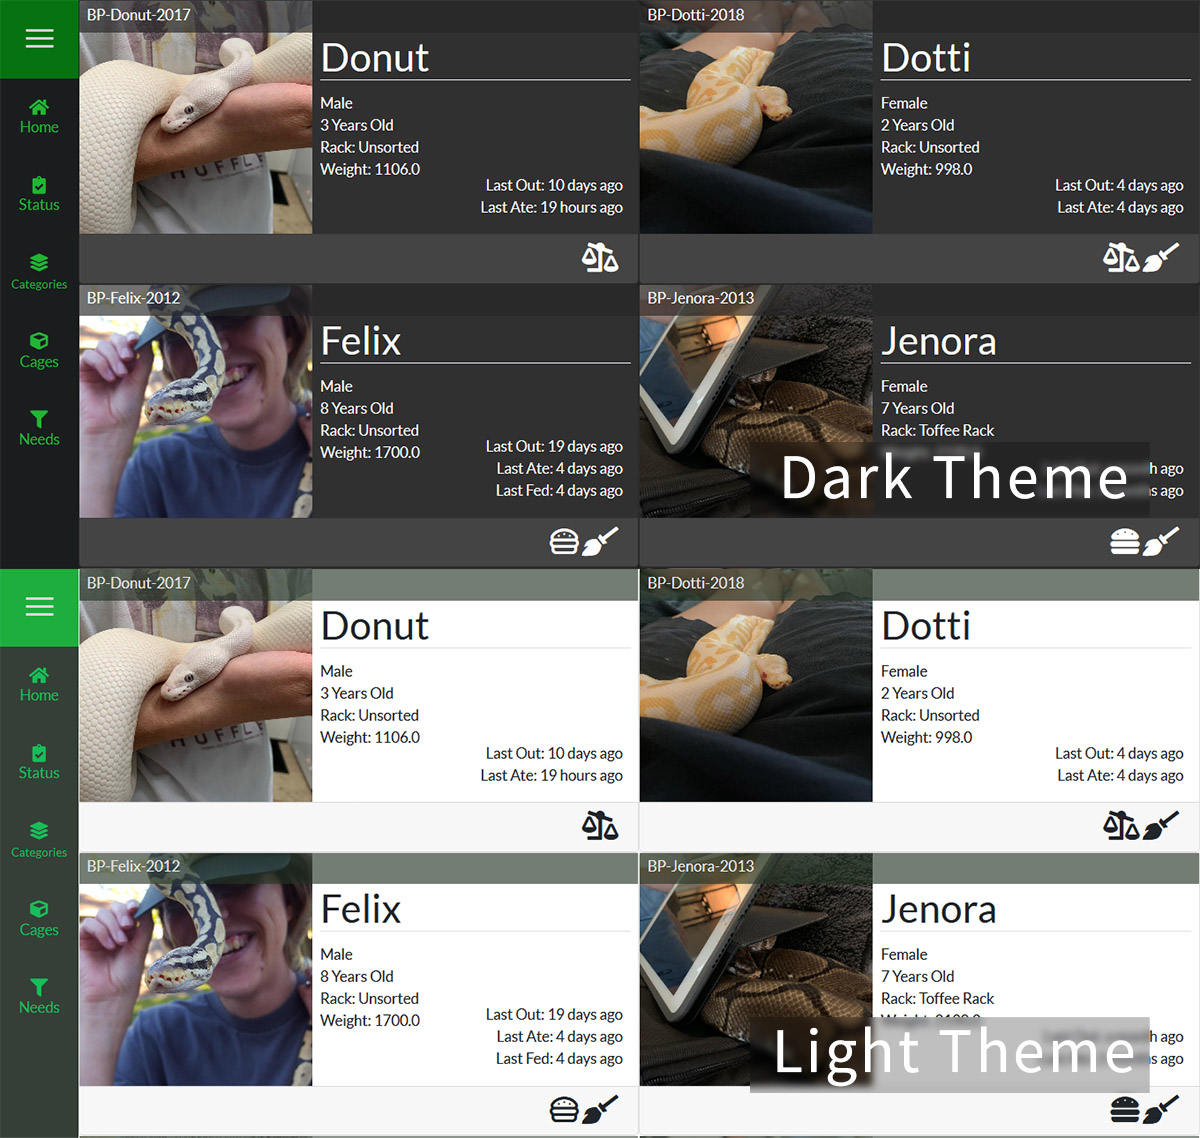 BP-Donut-2017
Donut
Male
3 Years Old
Rack: Unsorted
Weight: 1106.0
Last Out: 10 days ago
Last Ate: 19 hours ago
HUFFLE
BP-Dotti-2018
Dotti
Female
2 Years Old
Rack: Unsorted
Weight: 998.0
Last Out: 4 days ago
Last Ate: 4 days ago
Home
Status
Categories
Cages
Needs
BP-Felix-2012
Felix
Male
8 Years Old
Rack: Unsorted
Weight: 1700.0
Last Out: 19 days ago
Last Ate: 4 days ago
Last Fed: 4 days ago
BP-Jenora-2013
Jenora
Female
7 Years Old
Rack: Toffee Rack
ago
ago
Dark Theme
BP-Donut-2017
Donut
Male
3 Years Old
Rack: Unsorted
Weight: 1106.0
Last Out: 10 days ago
Last Ate: 19 hours ago
HUFFLE
BP-Dotti-2018
Dotti
Female
2 Years Old
Rack: Unsorted
Weight: 998.0
Last Out: 4 days ago
Last Ate: 4 days ago
Home
Status
Categories
Cages
Needs
BP-Felix-2012
Felix
Male
8 Years Old
Rack: Unsorted
Weight: 1700.0
Last Out: 19 days ago
Last Ate: 4 days ago
Last Fed: 4 days ago
BP-Jenora-2013
Jenora
Female
7 Years Old
Rack: Toffee Rack
ago
ago
Light Theme